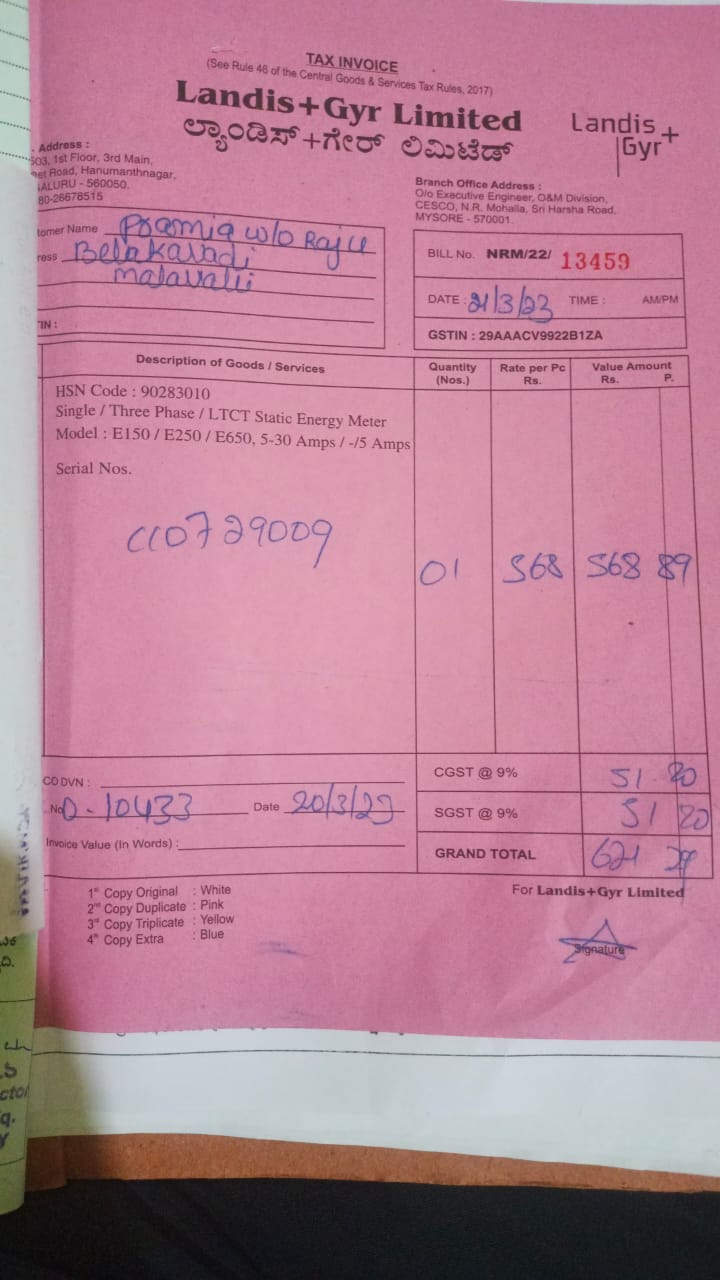 TAX INVOICE
(See Rule 46 of the Central Goods & Services Tax Rules, 2017)
Landis+Gyr Limited
ಲ್ಯಾಂಡಿಸ್+ಗೇರ್ ಲಿಮಿಟೆಡ್
Landis+
Gyr
Address :
503, 1st Floor, 3rd Main,
Road, Hanumanthnagar,
ALURU - 560050.
80-26678515
Branch Office Address :
O/o Executive Engineer, O&M Division,
CESCO, N.R. Mohalla, Sri Harsha Road,
MYSORE - 570001.
tomer Name Pramila w/o Raju
ress Belakavadi
malavalli
TIN :
BILL No. NRM/22/ 13459
DATE : 21/3/23 TIME : AM/PM
GSTIN : 29AAACV9922B1ZA
Description of Goods / Services Quantity (Nos.) Rate per Pc Rs. Value Amount Rs. P.
HSN Code : 90283010
Single / Three Phase / LTCT Static Energy Meter
Model : E150 / E250 / E650, 5-30 Amps / -/5 Amps
Serial Nos.
C10729009
01 568 568 89
CO DVN :
No 0-10433 Date 20/3/23
Invoice Value (In Words) :
CGST @ 9% 51 20
SGST @ 9% 51 20
GRAND TOTAL 671 29
1st Copy Original : White
2nd Copy Duplicate : Pink
3rd Copy Triplicate : Yellow
4th Copy Extra : Blue
For Landis+Gyr Limited
Signature